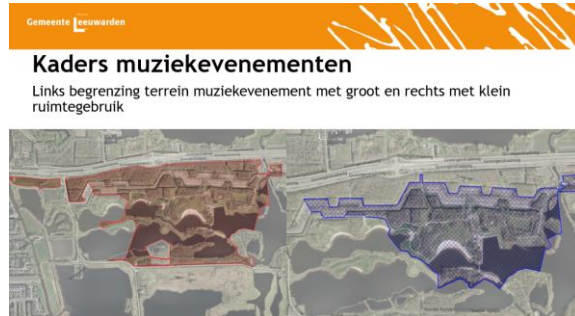 Gemeente Leeuwarden
Kaders muziekevenementen
Links begrenzing terrein muziekevenement met groot en rechts met klein
ruimtegebruik